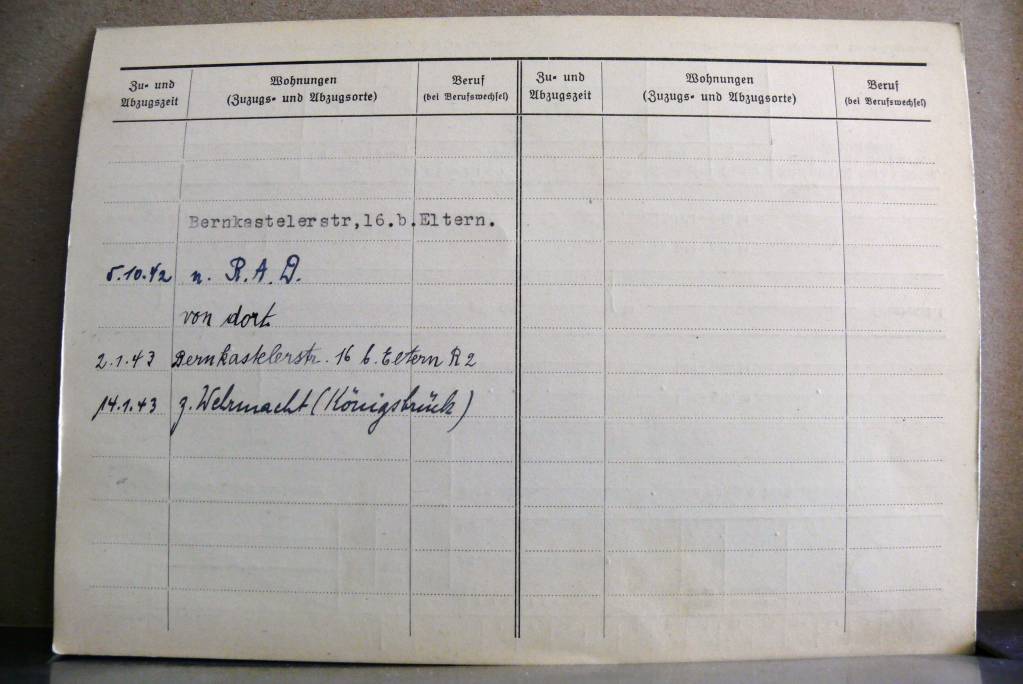 Zu- und Abzugszeit
Wohnungen
(Zuzugs- und Abzugsorte)
Beruf
(bei Berufswechsel)
Zu- und Abzugszeit
Wohnungen
(Zuzugs- und Abzugsorte)
Beruf
(bei Berufswechsel)
Bernkastelerstr,16.b.Eltern.
5.10.42 n. R.A.D.
von dort
2.1.43 Bernkastelerstr. 16 b. Eltern R2
14.1.43 z. Wehrmacht (Königsbrück)